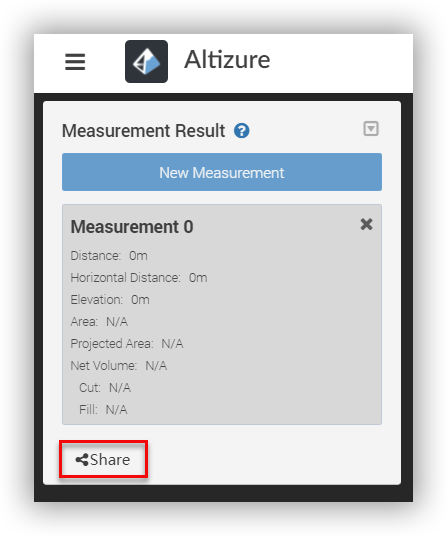 Altizure
Measurement Result
New Measurement
Measurement 0
Distance: 0m
Horizontal Distance: 0m
Elevation: 0m
Area: N/A
Projected Area: N/A
Net Volume: N/A
Cut: N/A
Fill: N/A
Share